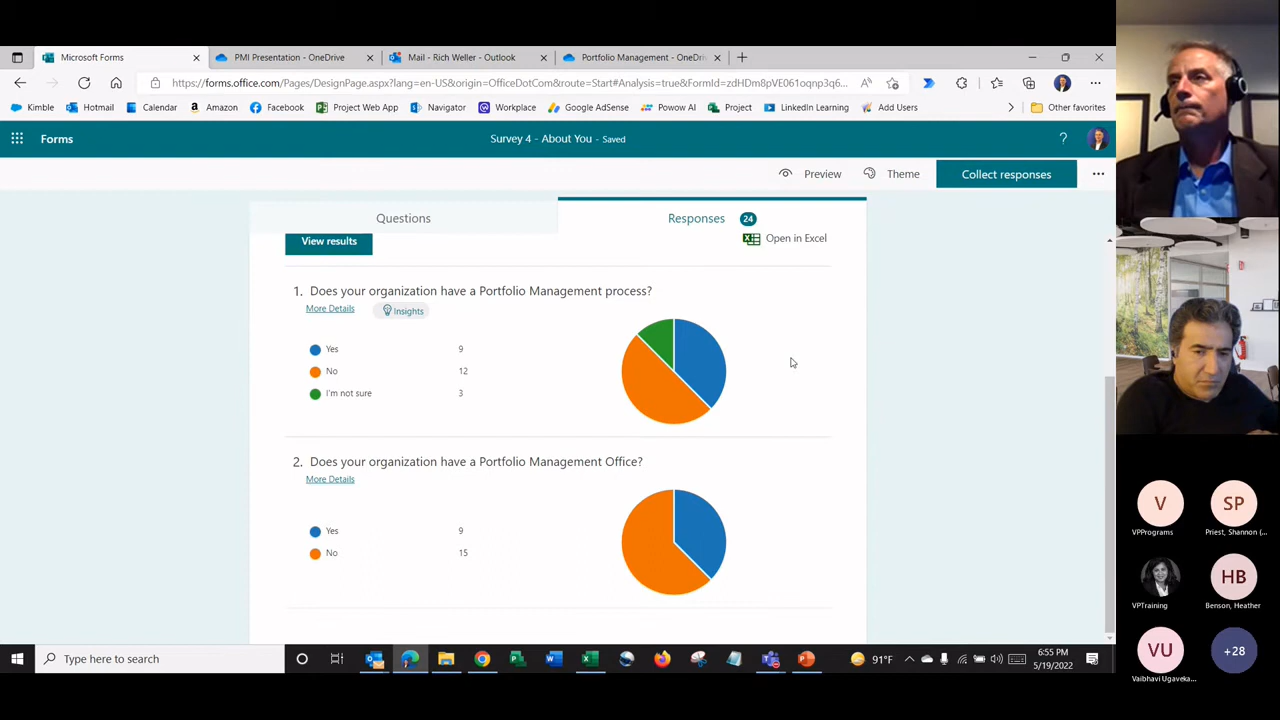 Microsoft Forms
PMI Presentation - OneDrive
Mail - Rich Weller - Outlook
Portfolio Management - OneDriv
https://forms.office.com/Pages/DesignPage.aspx?lang=en-US&origin=OfficeDotCom&route=Start#Analysis=true&FormId=zdHDm8pVE061oqnp3q6...
Kimble
Hotmail
Calendar
Amazon
Facebook
Project Web App
Navigator
Workplace
Google AdSense
Powow AI
Project
LinkedIn Learning
Add Users
Other favorites
Forms
Survey 4 - About You - Saved
?
Preview
Theme
Collect responses
Questions
Responses 24
View results
Open in Excel
1. Does your organization have a Portfolio Management process?
More Details
Insights
Yes 9
No 12
I'm not sure 3
2. Does your organization have a Portfolio Management Office?
More Details
Yes 9
No 15
V
VPPrograms
SP
Priest, Shannon (...
VPTraining
HB
Benson, Heather
VU
Vaibhavi Ugaveka...
+28
Type here to search
91°F
6:55 PM
5/19/2022